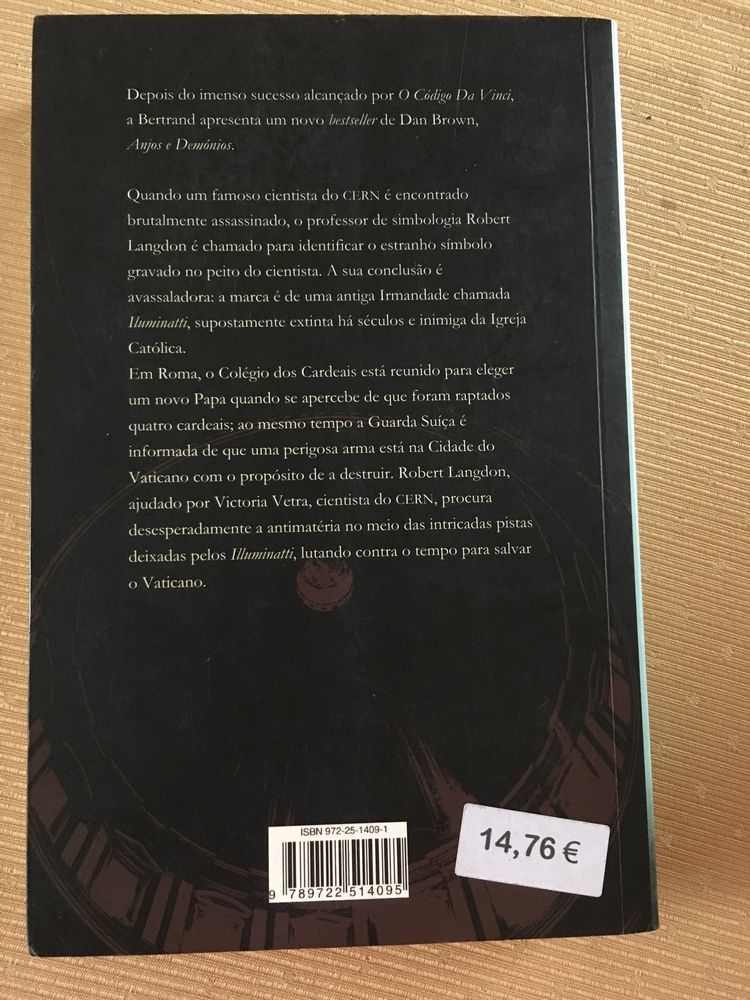 Depois do imenso sucesso alcançado por O Código Da Vinci,
a Bertrand apresenta um novo bestseller de Dan Brown,
Anjos e Demónios.
Quando um famoso cientista do CERN é encontrado
brutalmente assassinado, o professor de simbologia Robert
Langdon é chamado para identificar o estranho símbolo
gravado no peito do cientista. A sua conclusão é
avassaladora: a marca é de uma antiga Irmandade chamada
Iluminatti, supostamente extinta há séculos e inimiga da Igreja
Católica.
Em Roma, o Colégio dos Cardeais está reunido para eleger
um novo Papa quando se apercebe de que foram raptados
quatro cardeais; ao mesmo tempo a Guarda Suíça é
informada de que uma perigosa arma está na Cidade do
Vaticano com o propósito de a destruir. Robert Langdon,
ajudado por Victoria Vetra, cientista do CERN, procura
desesperadamente a antimatéria no meio das intricadas pistas
deixadas pelos Illuminatti, lutando contra o tempo para salvar
o Vaticano.
ISBN 972-25-1409-1
9 789722 514095
14,76 €